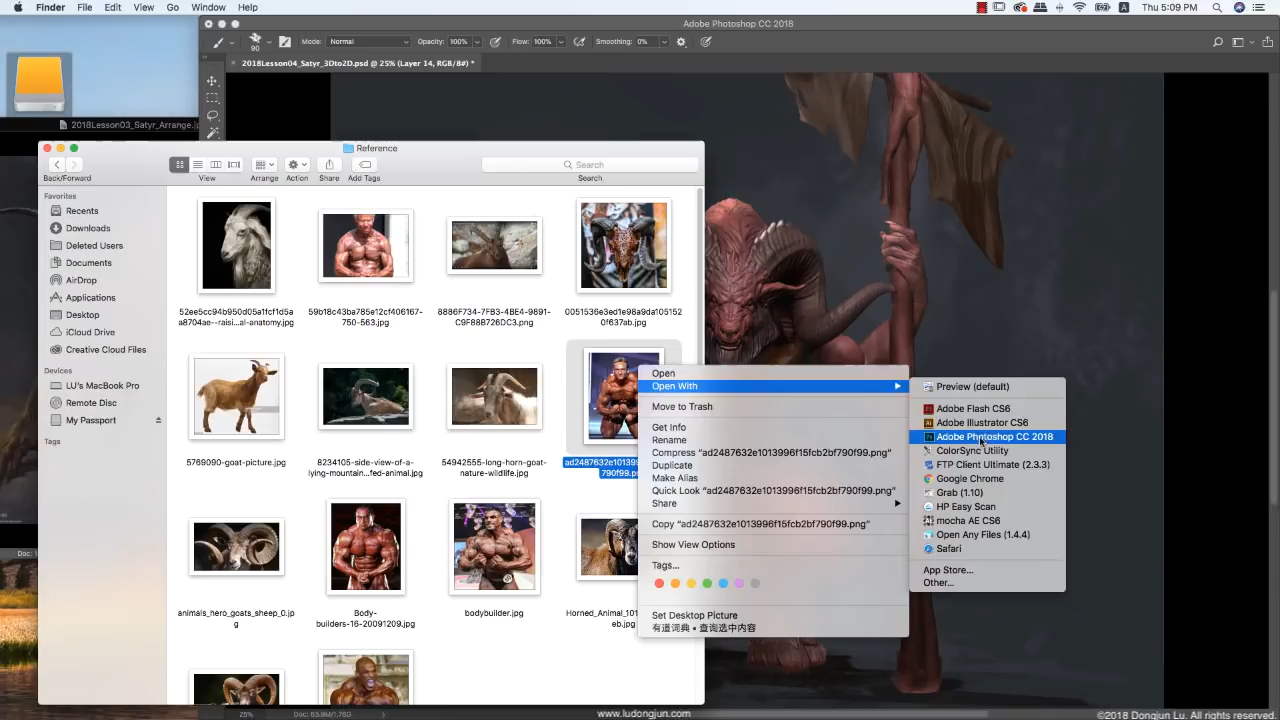 Finder File Edit View Go Window Help
Thu 5:09 PM
Adobe Photoshop CC 2018
90 Mode: Normal Opacity: 100% Flow: 100% Smoothing: 0%
2018Lesson04_Satyr_3Dto2D.psd @ 25% (Layer 14, RGB/8#) *
2018Lesson03_Satyr_Arrange.
Reference
Search
Back/Forward View Arrange Action Share Add Tags Search
Favorites
Recents
Downloads
Deleted Users
Documents
AirDrop
Applications
Desktop
iCloud Drive
Creative Cloud Files
Devices
LU's MacBook Pro
Remote Disc
My Passport
Tags
52ee5cc94b950d05a1fcf1d5a
a8704ae--raisi...al-anatomy.jpg
59b18c43ba785e12cf406167-
750-563.jpg
8886F734-7FB3-4BE4-9891-
C9F88B726DC3.png
0051536e3ed1e98a9da105152
0f637ab.jpg
5769090-goat-picture.jpg
8234105-side-view-of-a-
lying-mountain...fed-animal.jpg
54942555-long-horn-goat-
nature-wildlife.jpg
ad2487632e101399
790f99.p
animals_hero_goats_sheep_0.jp
g
Body-
builders-16-20091209.jpg
bodybuilder.jpg
Horned_Animal_101
eb.jpg
Open
Open With
Move to Trash
Get Info
Rename
Compress “ad2487632e1013996f15fcb2bf790f99.png”
Duplicate
Make Alias
Quick Look “ad2487632e1013996f15fcb2bf790f99.png”
Share
Copy “ad2487632e1013996f15fcb2bf790f99.png”
Show View Options
Tags...
Set Desktop Picture
有道词典 • 查询选中内容
Preview (default)
Adobe Flash CS6
Adobe Illustrator CS6
Adobe Photoshop CC 2018
ColorSync Utility
FTP Client Ultimate (2.3.3)
Google Chrome
Grab (1.10)
HP Easy Scan
mocha AE CS6
Open Any Files (1.4.4)
Safari
App Store...
Other...
Doc:
25% Doc: 63.9M/1.76G
www.ludongjun.com
©2018 Dongjun Lu. All rights reserved